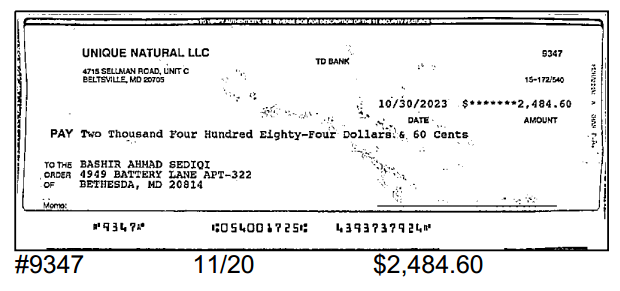 TO VERIFY AUTHENTICITY, SEE REVERSE SIDE FOR DESCRIPTION OF THE 11 SECURITY FEATURES
UNIQUE NATURAL LLC
TD BANK
9347
4715 SELLMAN ROAD, UNIT C
BELTSVILLE, MD 20705
15-172/540
10/30/2023 $*******2,484.60
DATE AMOUNT
PAY Two Thousand Four Hundred Eighty-Four Dollars & 60 Cents
TO THE BASHIR AHMAD SEDIQI
ORDER 4949 BATTERY LANE APT-322
OF BETHESDA, MD 20814
Memo:
⑈9347⑈ ⑆054001725⑆ 4393737924⑈
#9347 11/20 $2,484.60